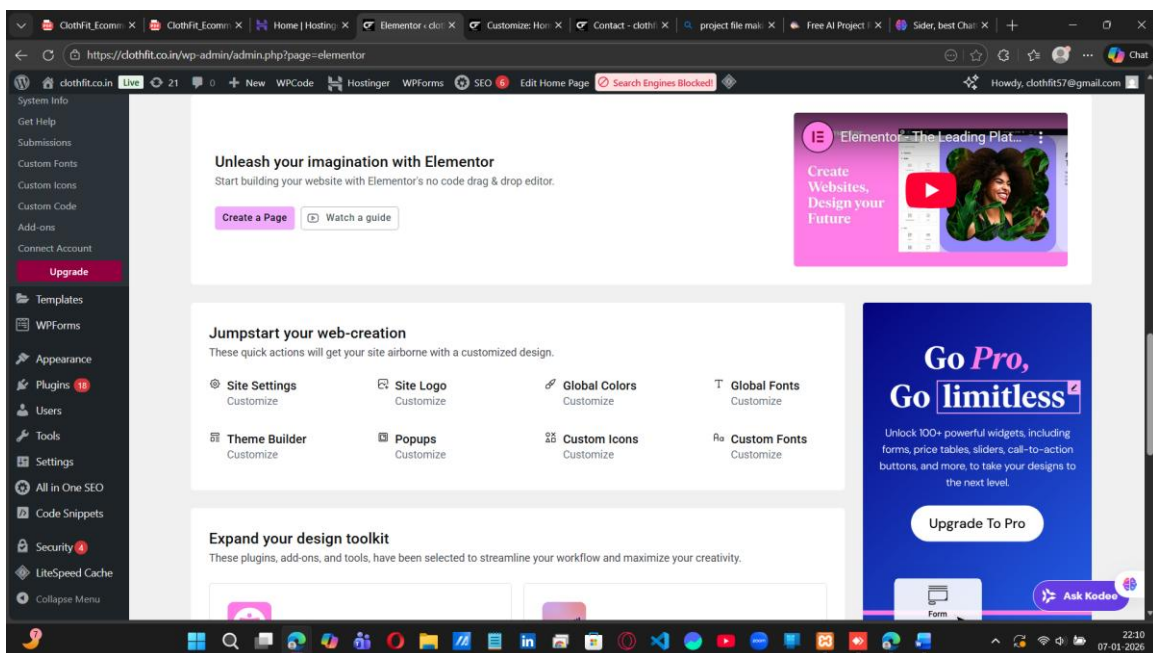 ClothFit_Ecomm
ClothFit_Ecomm
Home | Hosting
Elementor ‹ clot
Customize: Hom
Contact - clothfi
project file maki
Free AI Project
Sider, best Chat
https://clothfit.co.in/wp-admin/admin.php?page=elementor
Chat
clothfit.co.in Live 21 0 + New WPCode Hostinger WPForms SEO 6 Edit Home Page Search Engines Blocked!
Howdy, clothfit57@gmail.com
System Info
Get Help
Submissions
Custom Fonts
Custom Icons
Custom Code
Add-ons
Connect Account
Upgrade
Templates
WPForms
Appearance
Plugins 18
Users
Tools
Settings
All in One SEO
Code Snippets
Security 4
LiteSpeed Cache
Collapse Menu
Unleash your imagination with Elementor
Start building your website with Elementor's no code drag & drop editor.
Create a Page
Watch a guide
Elementor - The Leading Plat...
Create
Websites,
Design your
Future
Jumpstart your web-creation
These quick actions will get your site airborne with a customized design.
Site Settings
Customize
Site Logo
Customize
Global Colors
Customize
Global Fonts
Customize
Theme Builder
Customize
Popups
Customize
Custom Icons
Customize
Custom Fonts
Customize
Expand your design toolkit
These plugins, add-ons, and tools, have been selected to streamline your workflow and maximize your creativity.
Go Pro,
Go limitless
Unlock 100+ powerful widgets, including
forms, price tables, sliders, call-to-action
buttons, and more, to take your designs to
the next level.
Upgrade To Pro
Form
Ask Kodee
22:10
07-01-2026